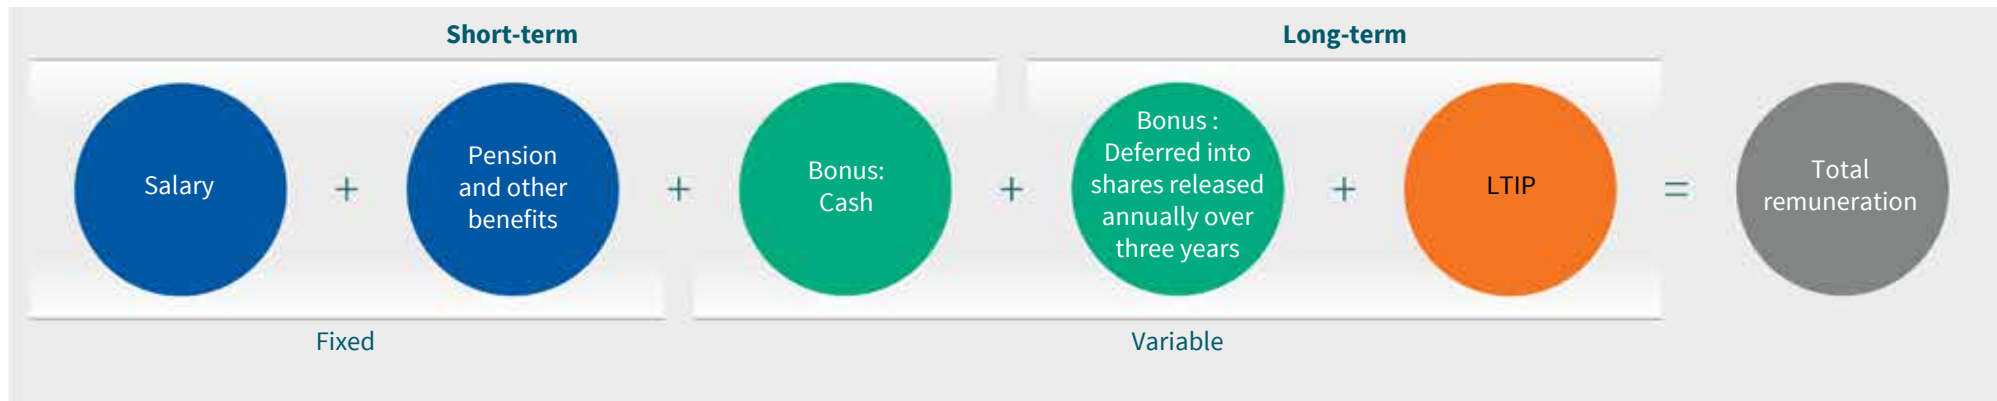 Short-term
Long-term
Salary
+
Pension
and other
benefits
+
Bonus:
Cash
+
Bonus :
Deferred into
shares released
annually over
three years
+
LTIP
=
Total
remuneration
Fixed
Variable